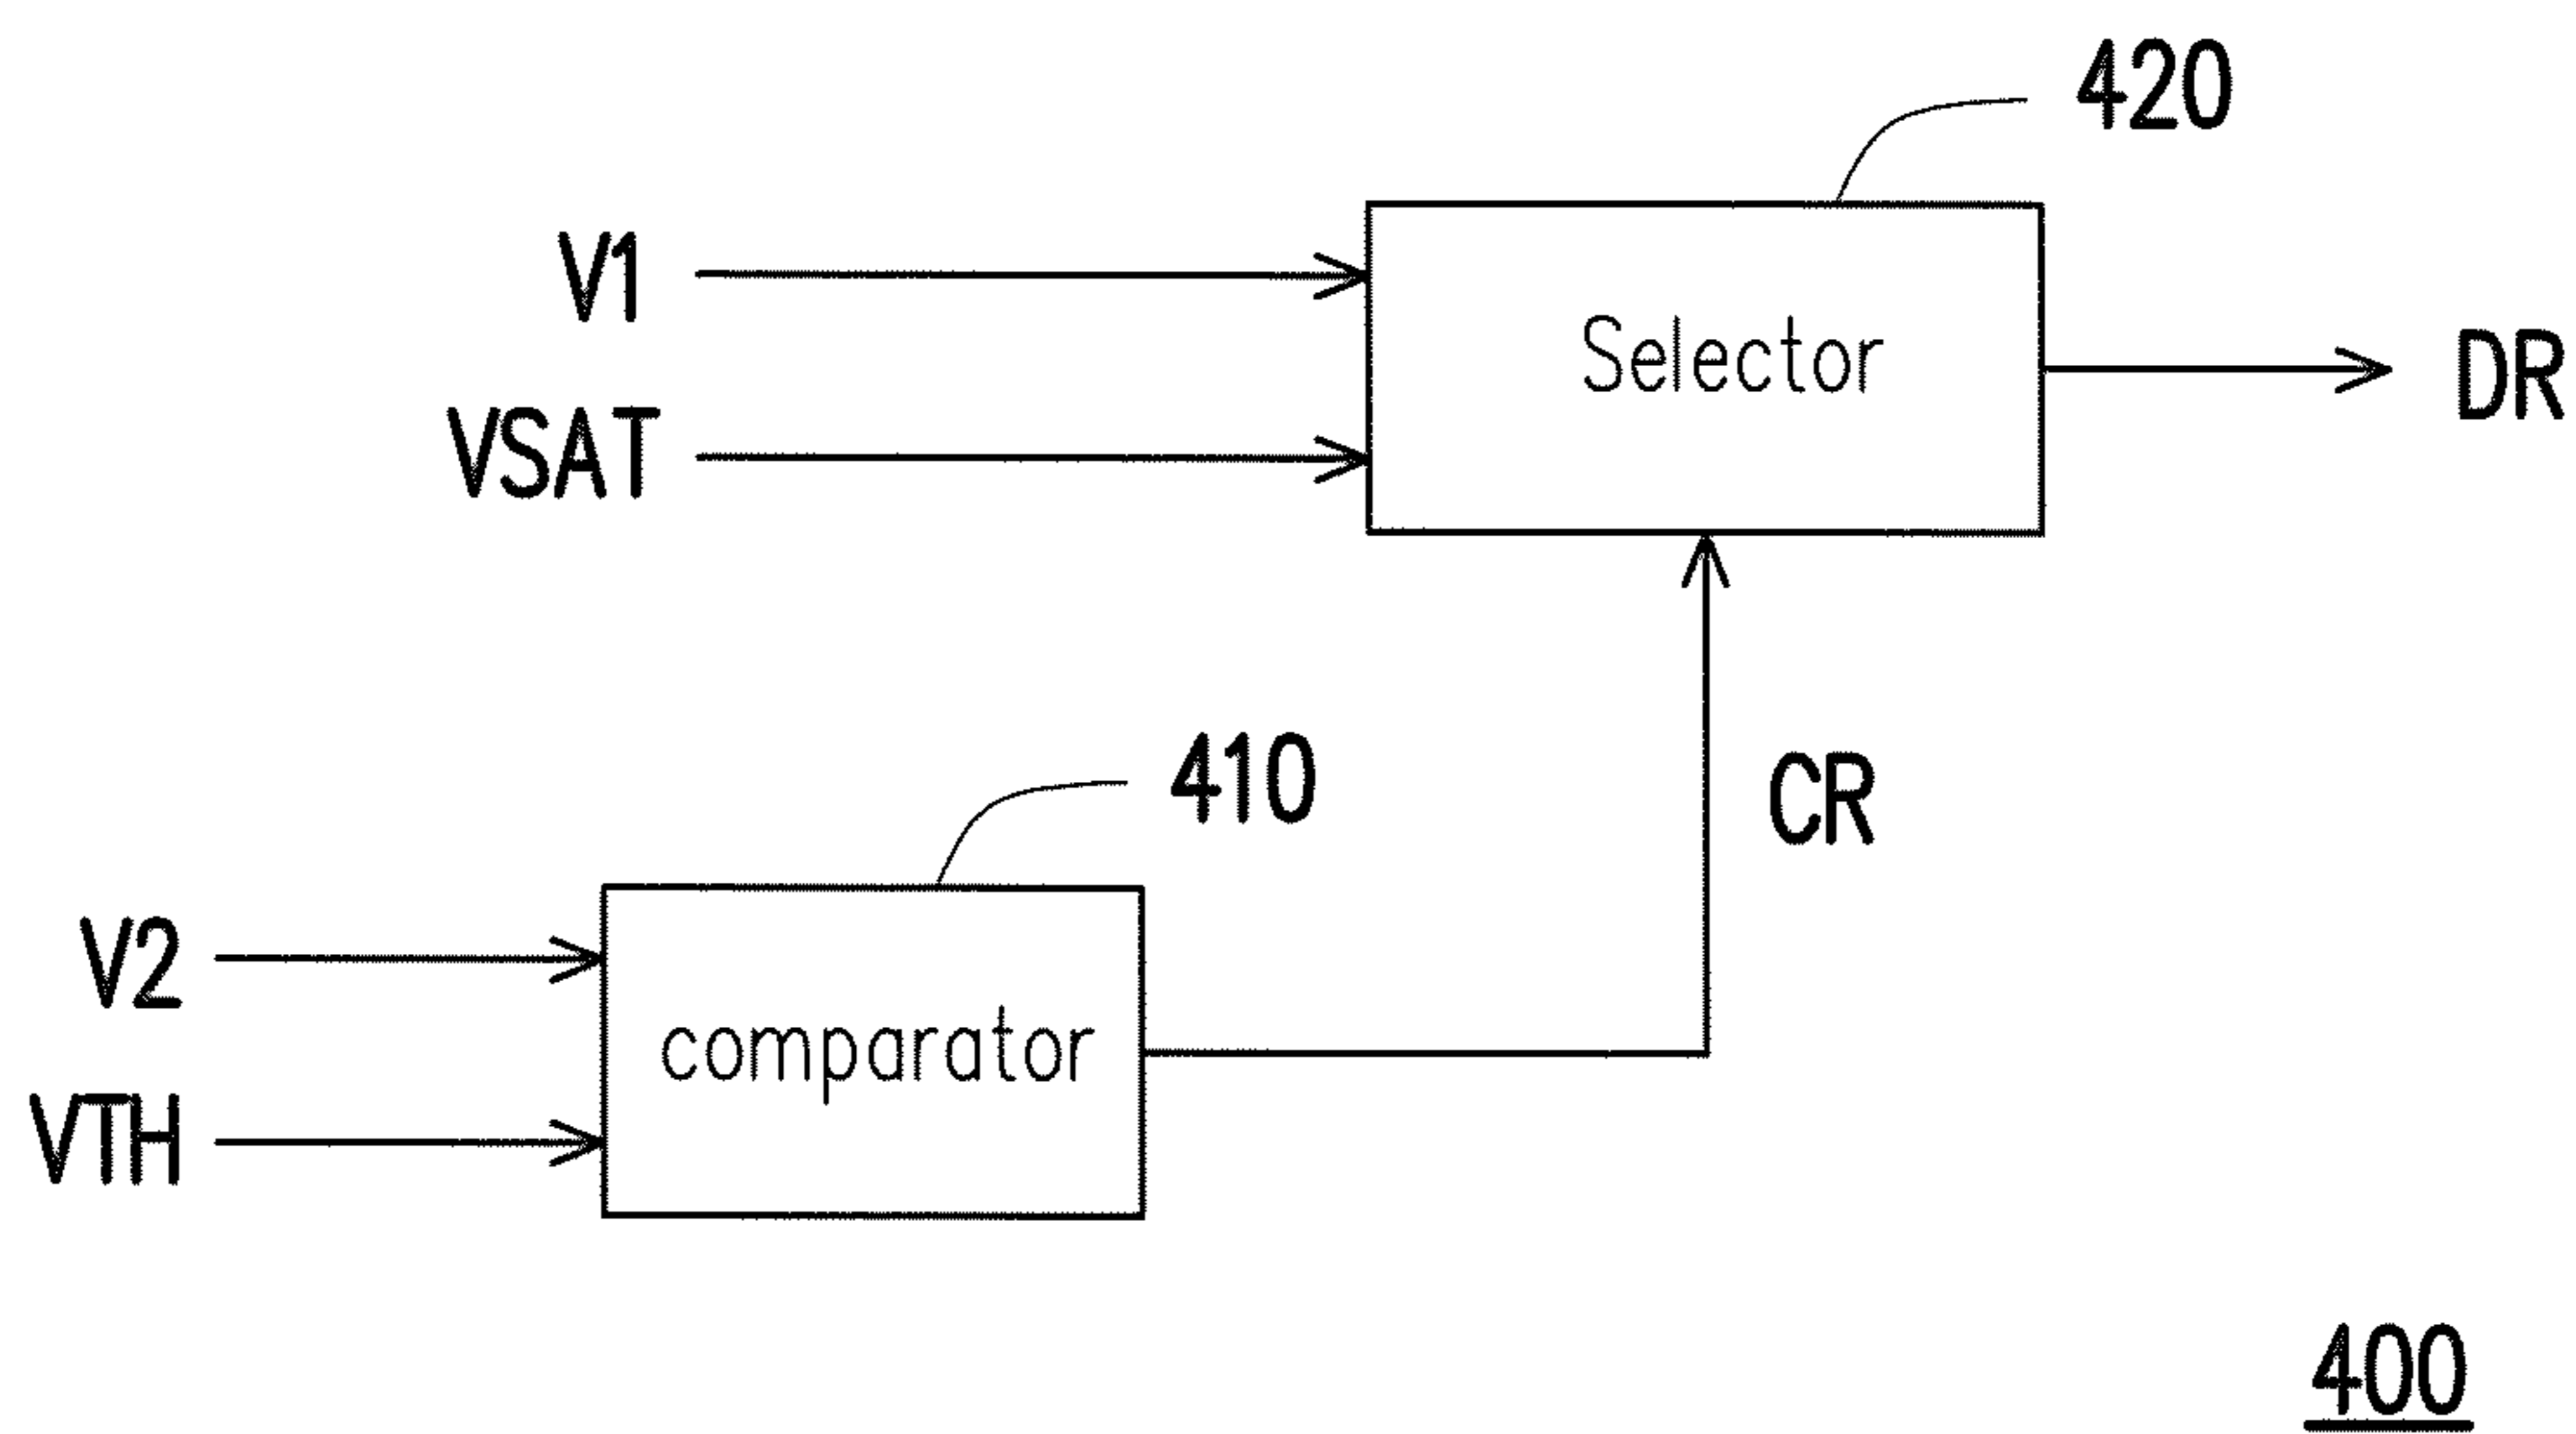 420
V1
Selector
DR
VSAT
410
CR
V2
comparator
VTH
400